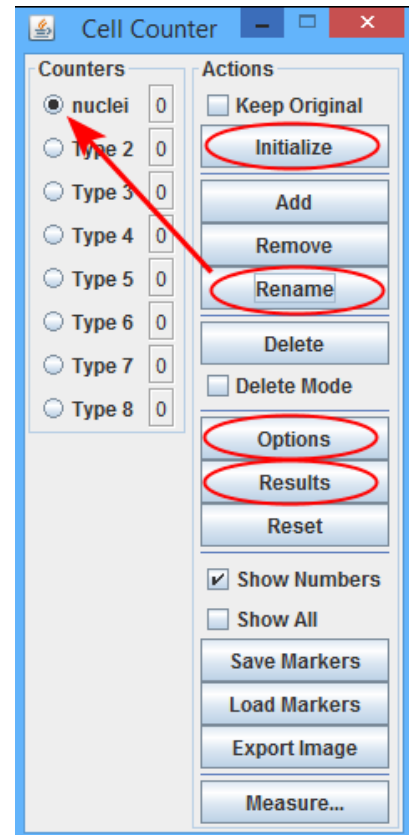 Cell Counter
Counters
nuclei 0
Type 2 0
Type 3 0
Type 4 0
Type 5 0
Type 6 0
Type 7 0
Type 8 0
Actions
Keep Original
Initialize
Add
Remove
Rename
Delete
Delete Mode
Options
Results
Reset
Show Numbers
Show All
Save Markers
Load Markers
Export Image
Measure...